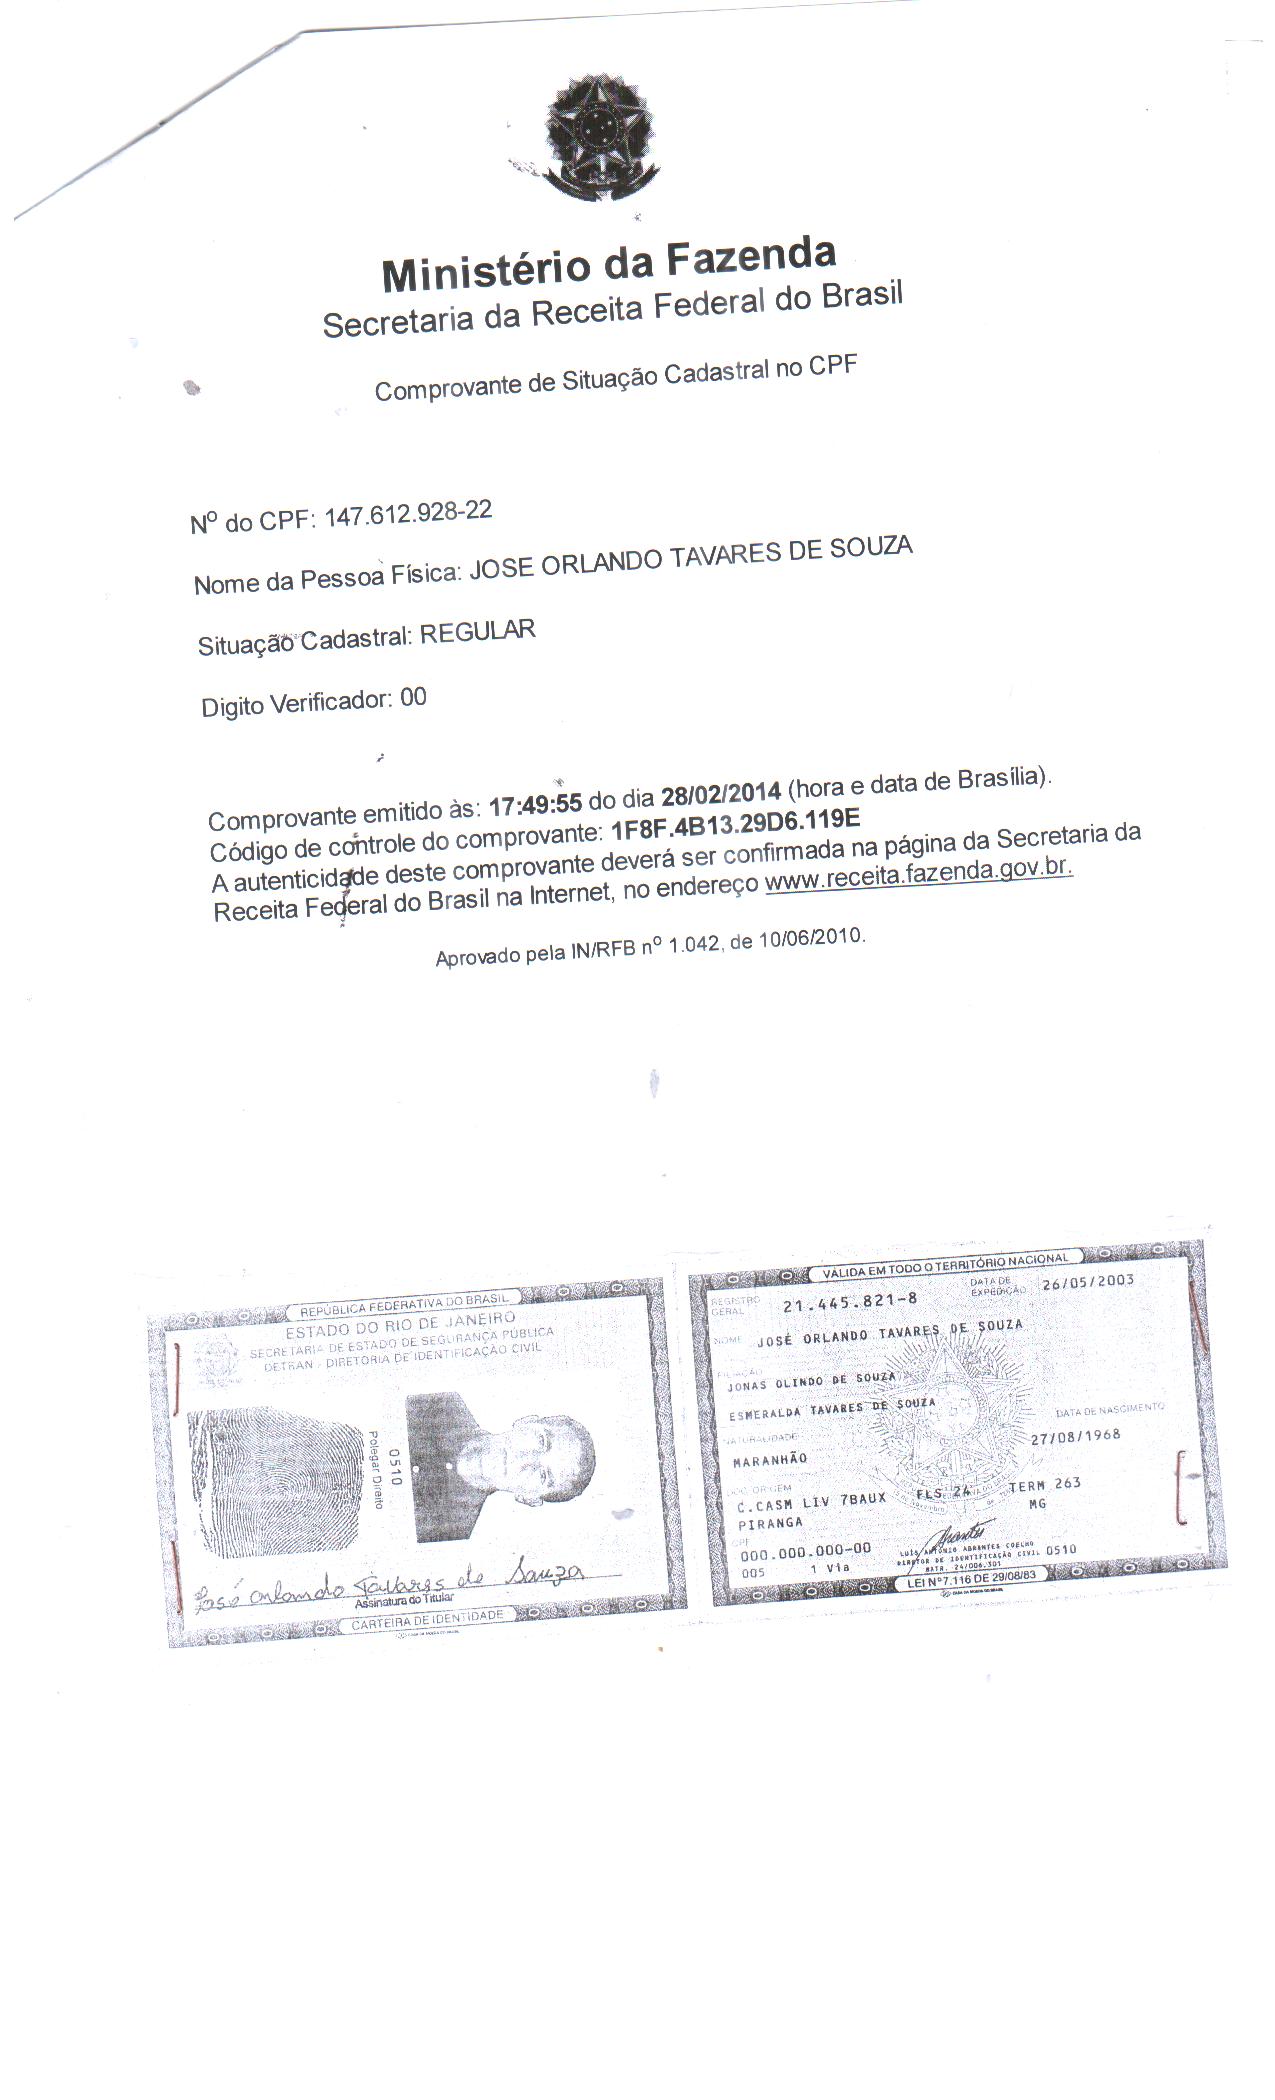 Ministério da Fazenda
Secretaria da Receita Federal do Brasil
Comprovante de Situação Cadastral no CPF
Nº do CPF: 147.612.928-22
Nome da Pessoa Física: JOSE ORLANDO TAVARES DE SOUZA
Situação Cadastral: REGULAR
Digito Verificador: 00
Comprovante emitido às: 17:49:55 do dia 28/02/2014 (hora e data de Brasília).
Código de controle do comprovante: 1F8F.4B13.29D6.119E
A autenticidade deste comprovante deverá ser confirmada na página da Secretaria da
Receita Federal do Brasil na Internet, no endereço www.receita.fazenda.gov.br.
Aprovado pela IN/RFB nº 1.042, de 10/06/2010.
REPÚBLICA FEDERATIVA DO BRASIL
ESTADO DO RIO DE JANEIRO
SECRETARIA DE ESTADO DE SEGURANÇA PÚBLICA
DETRAN - DIRETORIA DE IDENTIFICAÇÃO CIVIL
0510
Polegar Direito
José Orlando Tavares de Souza
Assinatura do Titular
CARTEIRA DE IDENTIDADE
VÁLIDA EM TODO O TERRITÓRIO NACIONAL
REGISTRO GERAL 21.445.821-8 DATA DE EXPEDIÇÃO 26/05/2003
NOME JOSÉ ORLANDO TAVARES DE SOUZA
FILIAÇÃO
JONAS OLINDO DE SOUZA
ESMERALDA TAVARES DE SOUZA
NATURALIDADE DATA DE NASCIMENTO
MARANHÃO 27/08/1968
DOC ORIGEM
C.CASM LIV 7BAUX FLS 24 TERM 263
PIRANGA MG
CPF
000.000.000-00
LUIS ANTONIO ABRANTES COELHO
DIRETOR DE IDENTIFICAÇÃO CIVIL 0510
005 1 Via MATR. 24/006.301
LEI Nº 7.116 DE 29/08/83